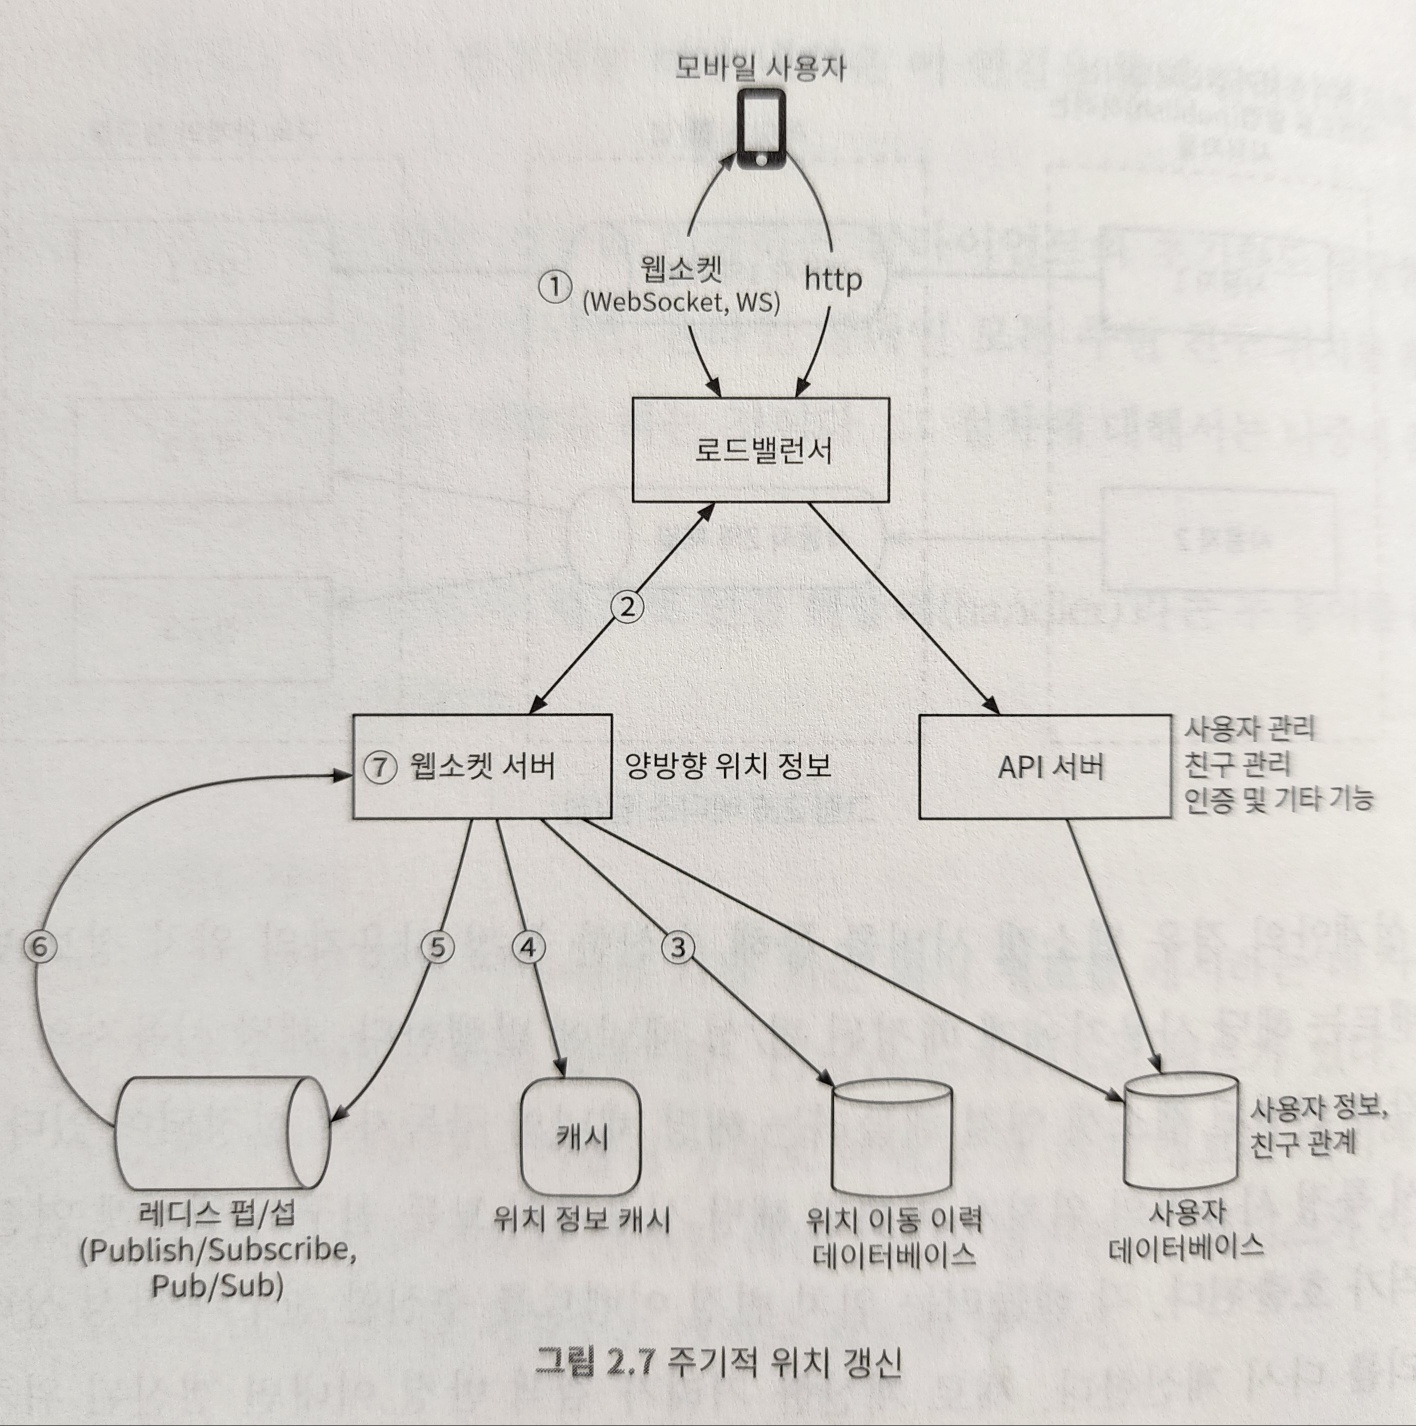 모바일 사용자
① 웹소켓
(WebSocket, WS)
http
로드밸런서
②
⑦ 웹소켓 서버
양방향 위치 정보
API 서버
사용자 관리
친구 관리
인증 및 기타 기능
⑥
⑤
④
③
캐시
사용자 정보,
친구 관계
레디스 펍/섭
(Publish/Subscribe,
Pub/Sub)
위치 정보 캐시
위치 이동 이력
데이터베이스
사용자
데이터베이스
그림 2.7 주기적 위치 갱신